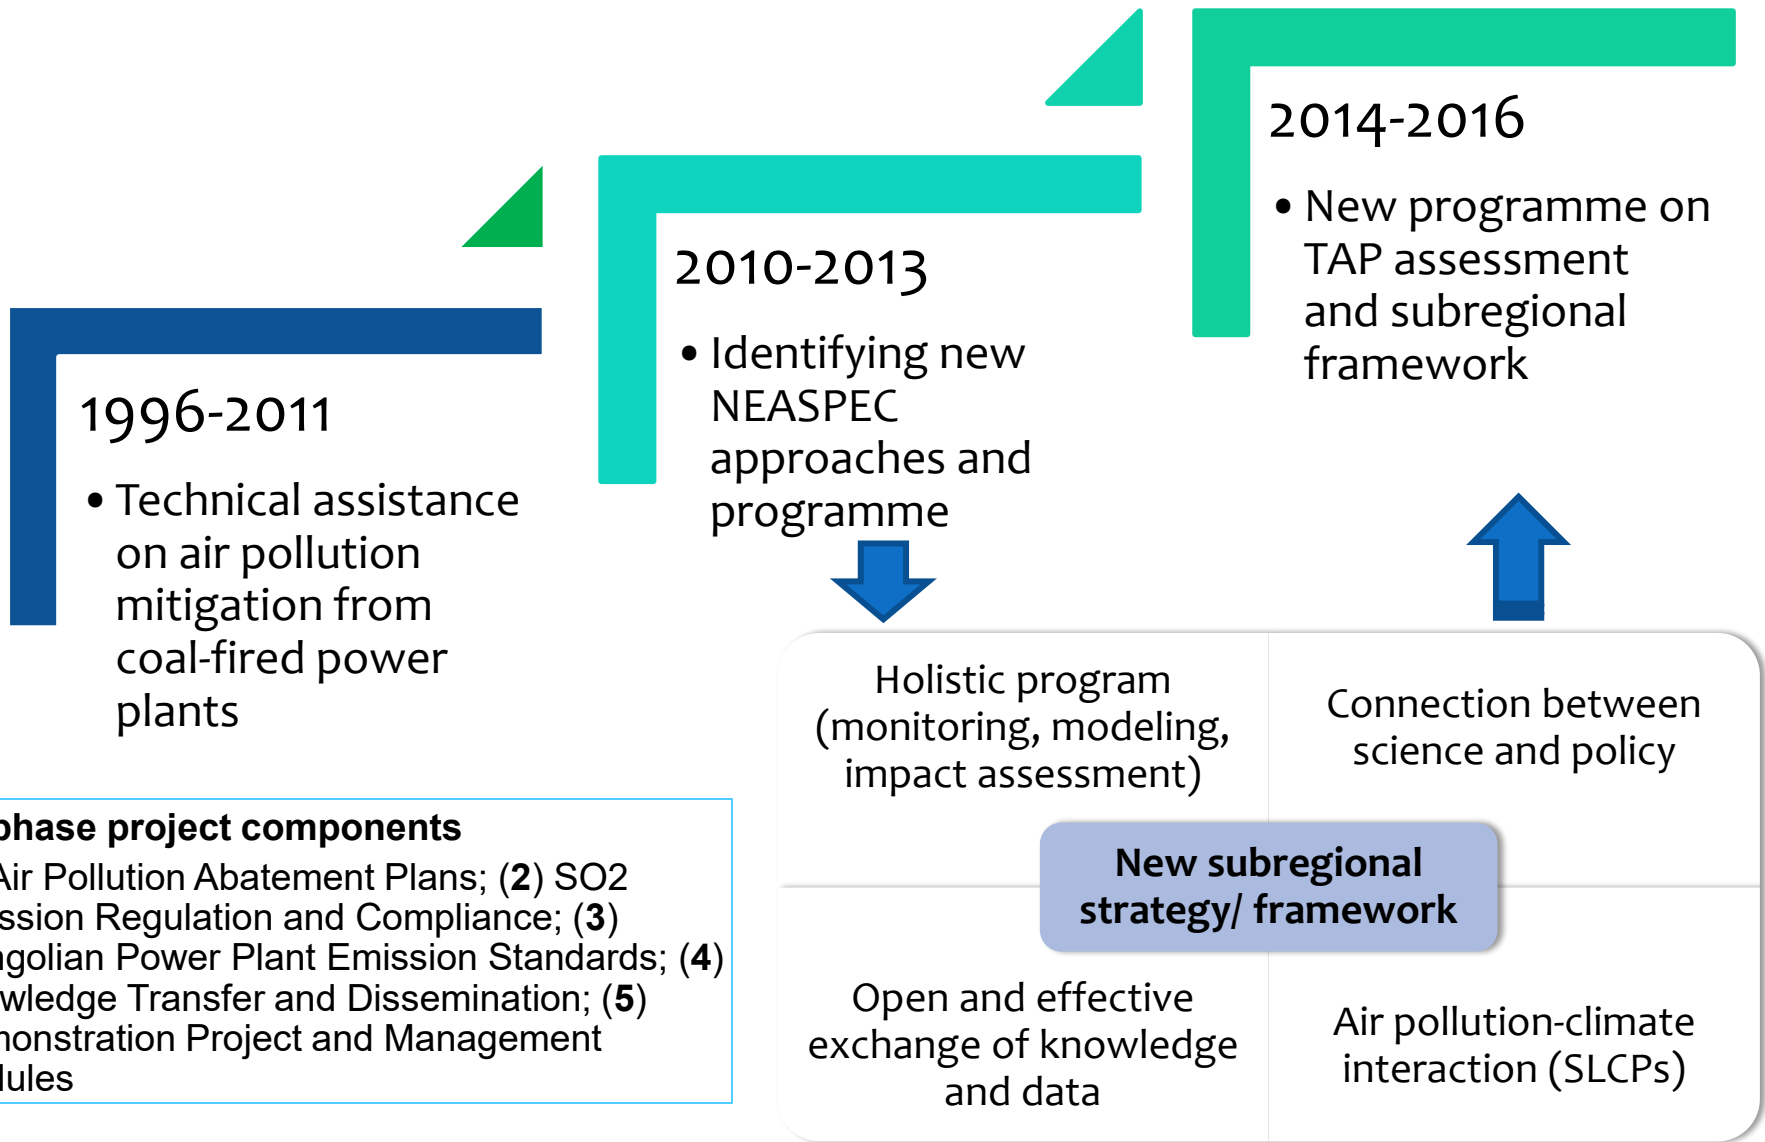 1996-2011
• Technical assistance
on air pollution
mitigation from
coal-fired power
plants
2010-2013
• Identifying new
NEASPEC
approaches and
programme
2014-2016
• New programme on
TAP assessment
and subregional
framework
phase project components
Air Pollution Abatement Plans; (2) SO2
ssion Regulation and Compliance; (3)
ngolian Power Plant Emission Standards; (4)
wledge Transfer and Dissemination; (5)
monstration Project and Management
dules
Holistic program
(monitoring, modeling,
impact assessment)
Connection between
science and policy
New subregional
strategy/ framework
Open and effective
exchange of knowledge
and data
Air pollution-climate
interaction (SLCPs)